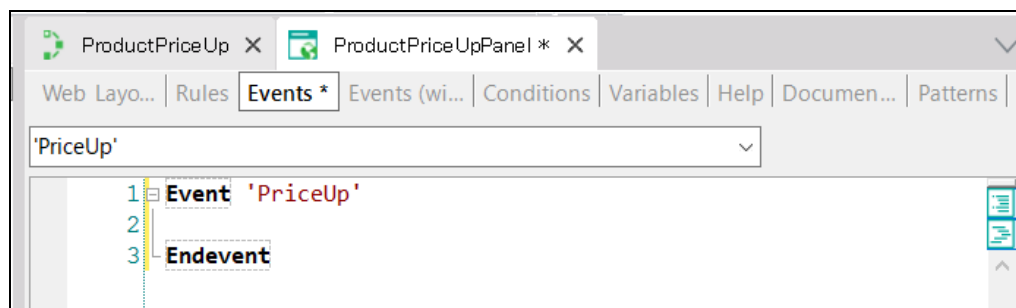 ProductPriceUp ProductPriceUpPanel *
Web Layo... Rules Events * Events (wi... Conditions Variables Help Documen... Patterns
'PriceUp'
1 Event 'PriceUp'
2
3 Endevent